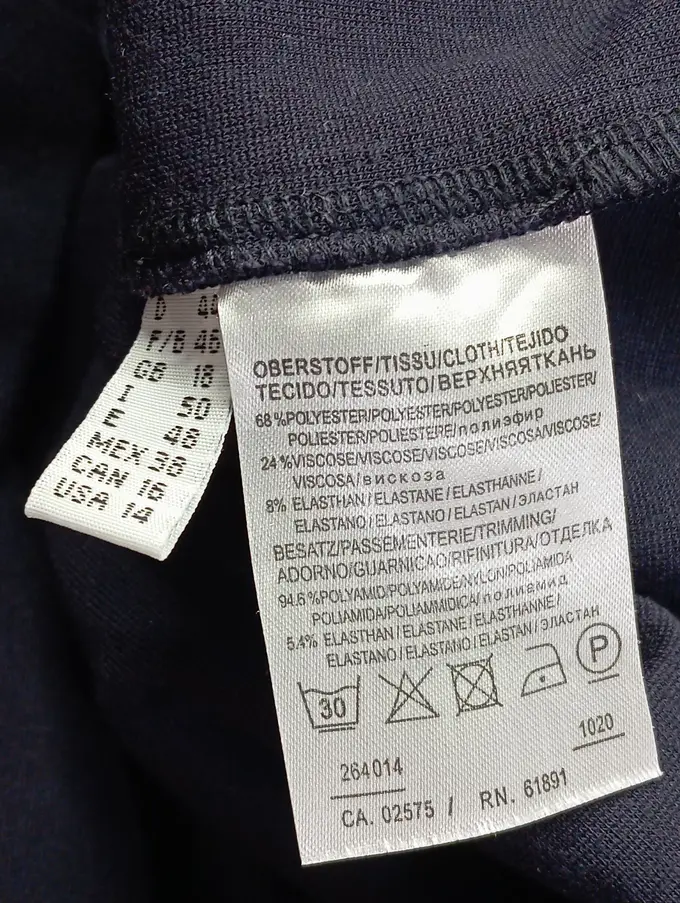 D 44
F/B 46
GB 18
I 50
E 48
MEX 38
CAN 16
USA 14
OBERSTOFF/TISSU/CLOTH/TEJIDO
TECIDO/TESSUTO/ВЕРХНЯЯТКАНЬ
68%POLYESTER/POLYESTER/POLYESTER/POLIESTER/
POLIESTER/POLIESTERE/полиэфир
24%VISCOSE/VISCOSE/VISCOSE/VISCOSA/VISCOSE/
VISCOSA/вискоза
8% ELASTHAN/ELASTANE/ELASTHANNE/
ELASTANO/ELASTANO/ELASTAN/ЭЛАСТАН
BESATZ/PASSEMENTERIE/TRIMMING/
ADORNO/GUARNICAO/RIFINITURA/ОТДЕЛКА
94.6%POLYAMID/POLYAMIDE/NYLON/POLIAMIDA
POLIAMIDA/POLIAMMIDICA/полиамид
5.4% ELASTHAN/ELASTANE/ELASTHANNE/
ELASTANO/ELASTANO/ELASTAN/ЭЛАСТАН
30 P
264014 1020
CA. 02575 / RN. 61891